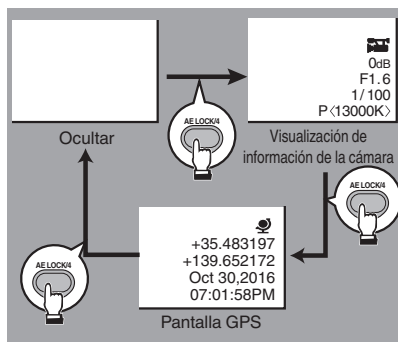 0dB
F1.6
1/100
P〈13000K〉
AE LOCK/4
Ocultar
Visualización de
información de la cámara
AE LOCK/4
+35.483197
+139.652172
Oct 30,2016
07:01:58PM
AE LOCK/4
Pantalla GPS